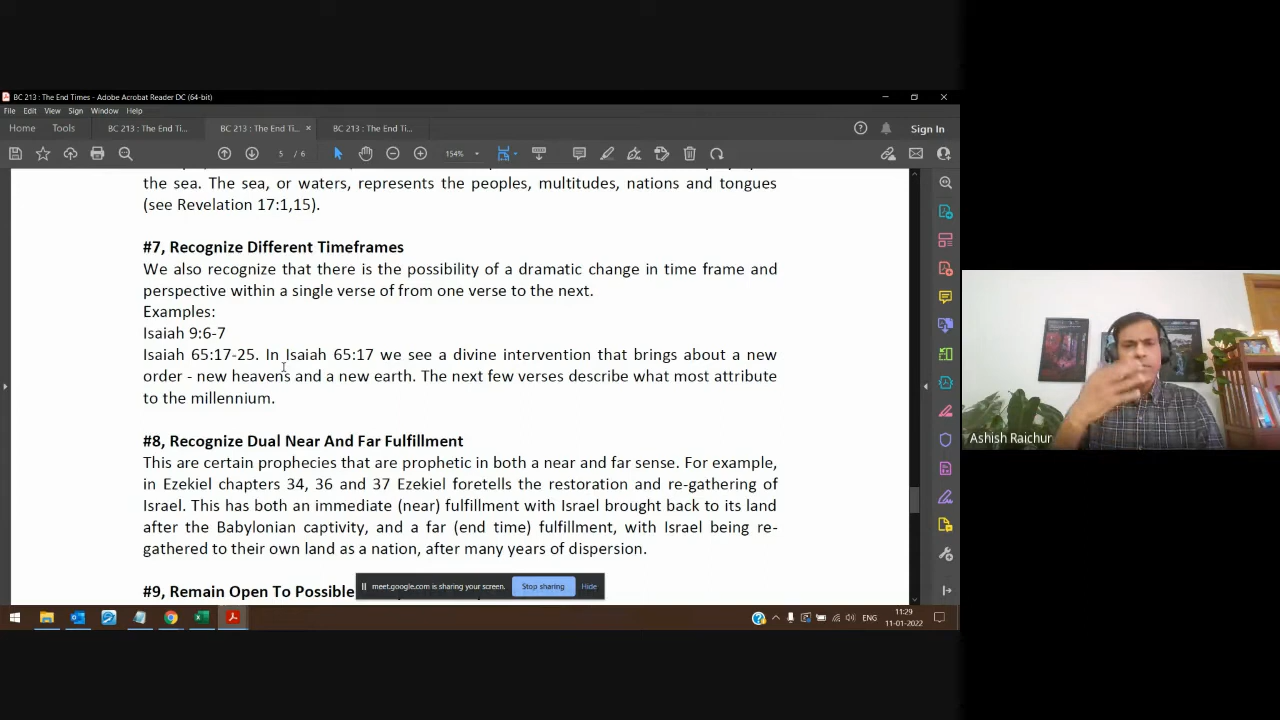 BC 213 : The End Times - Adobe Acrobat Reader DC (64-bit)
File Edit View Sign Window Help
Home Tools BC 213 : The End Ti... BC 213 : The End Ti... × BC 213 : The End Ti... Sign In
5 / 6 154%
the sea. The sea, or waters, represents the peoples, multitudes, nations and tongues
(see Revelation 17:1,15).
#7, Recognize Different Timeframes
We also recognize that there is the possibility of a dramatic change in time frame and
perspective within a single verse of from one verse to the next.
Examples:
Isaiah 9:6-7
Isaiah 65:17-25. In Isaiah 65:17 we see a divine intervention that brings about a new
order - new heavens and a new earth. The next few verses describe what most attribute
to the millennium.
#8, Recognize Dual Near And Far Fulfillment
This are certain prophecies that are prophetic in both a near and far sense. For example,
in Ezekiel chapters 34, 36 and 37 Ezekiel foretells the restoration and re-gathering of
Israel. This has both an immediate (near) fulfillment with Israel brought back to its land
after the Babylonian captivity, and a far (end time) fulfillment, with Israel being re-
gathered to their own land as a nation, after many years of dispersion.
#9, Remain Open To Possible
meet.google.com is sharing your screen. Stop sharing Hide
ENG
11:29
11-01-2022
Ashish Raichur